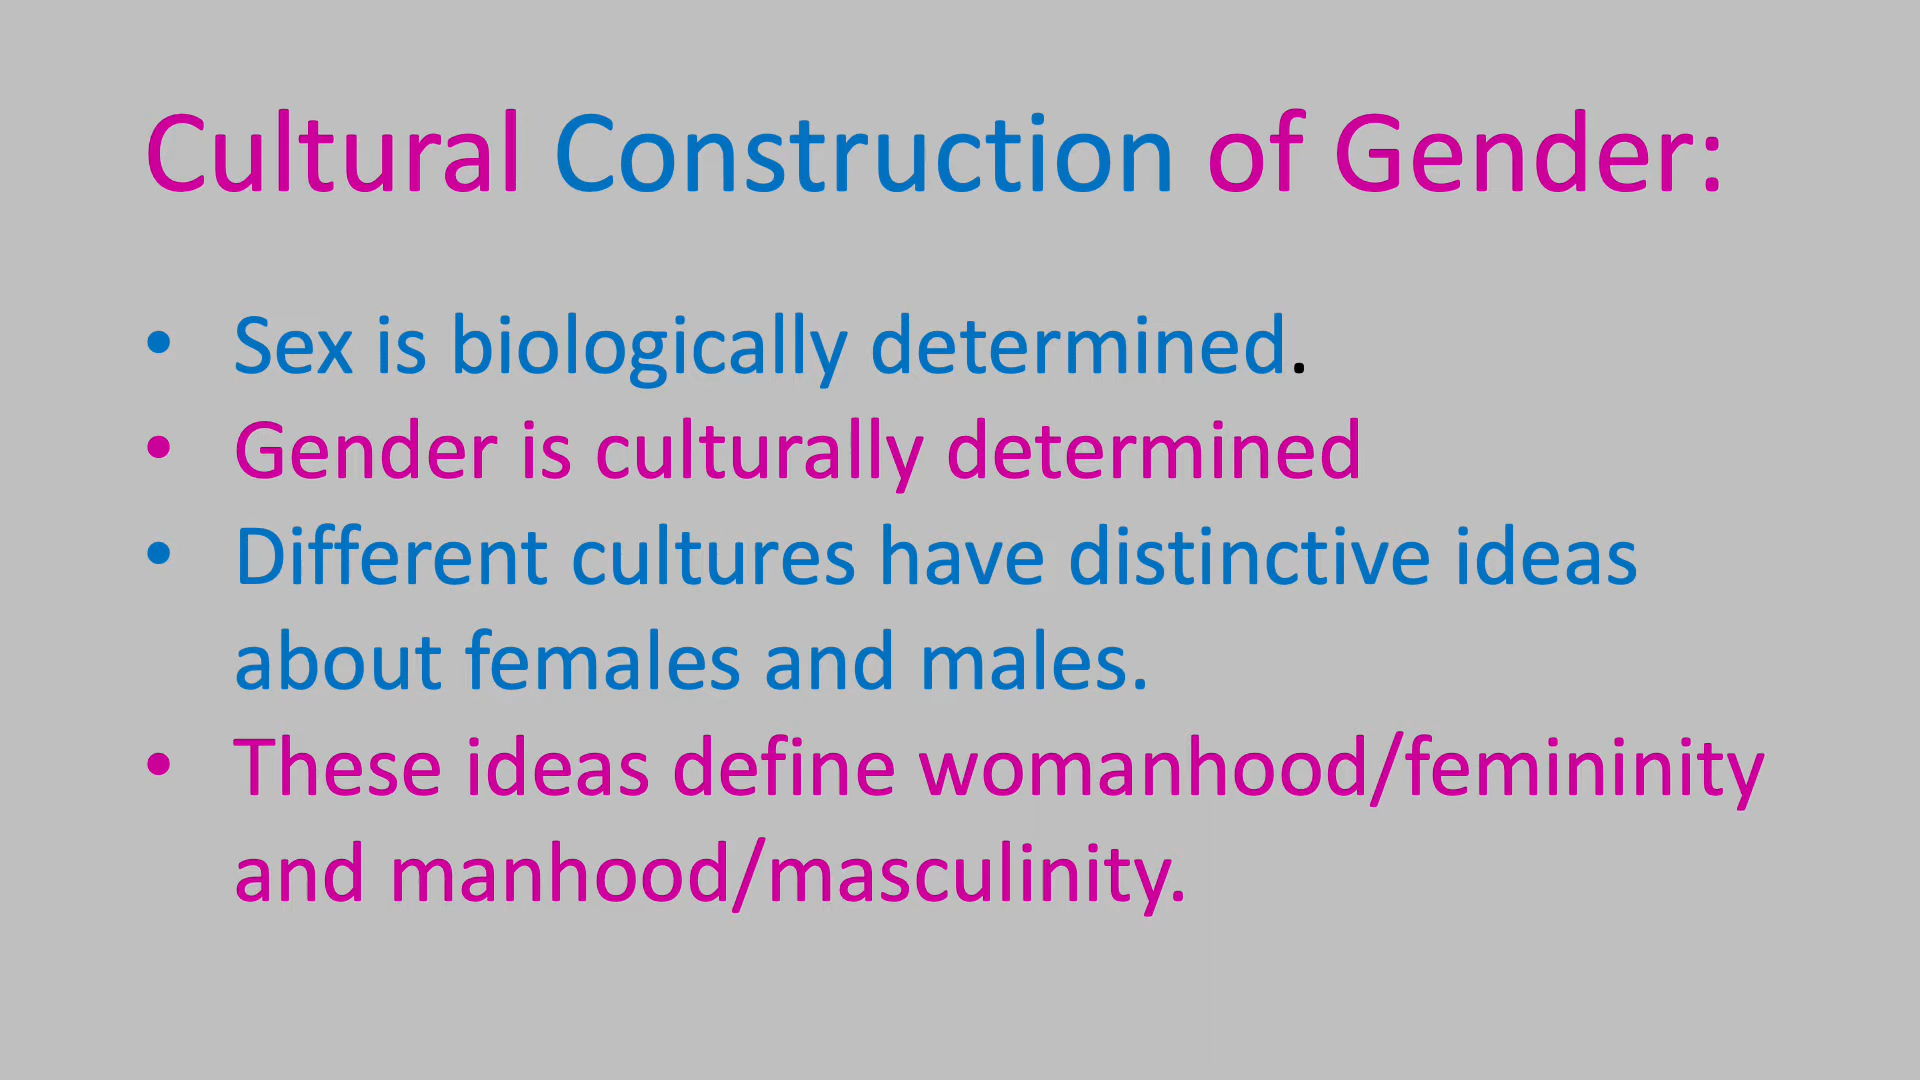 Cultural Construction of Gender:
• Sex is biologically determined.
• Gender is culturally determined
• Different cultures have distinctive ideas
about females and males.
• These ideas define womanhood/femininity
and manhood/masculinity.